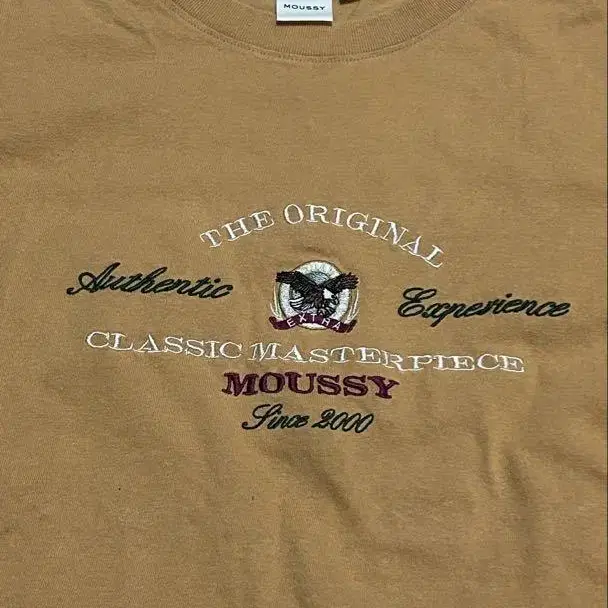 MOUSSY
THE ORIGINAL
Authentic
Experience
EXTRA
CLASSIC MASTERPIECE
MOUSSY
Since 2000